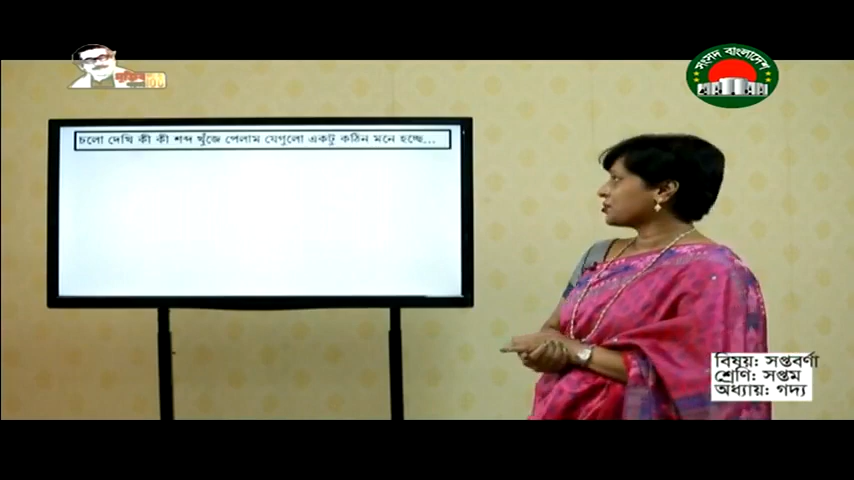 সংসদ বাংলাদেশ
চলো দেখি কী কী শব্দ খুঁজে পেলাম যেগুলো একটু কঠিন মনে হচ্ছে...
বিষয়: সপ্তবর্ণা
শ্রেণি: সপ্তম
অধ্যায়: গদ্য